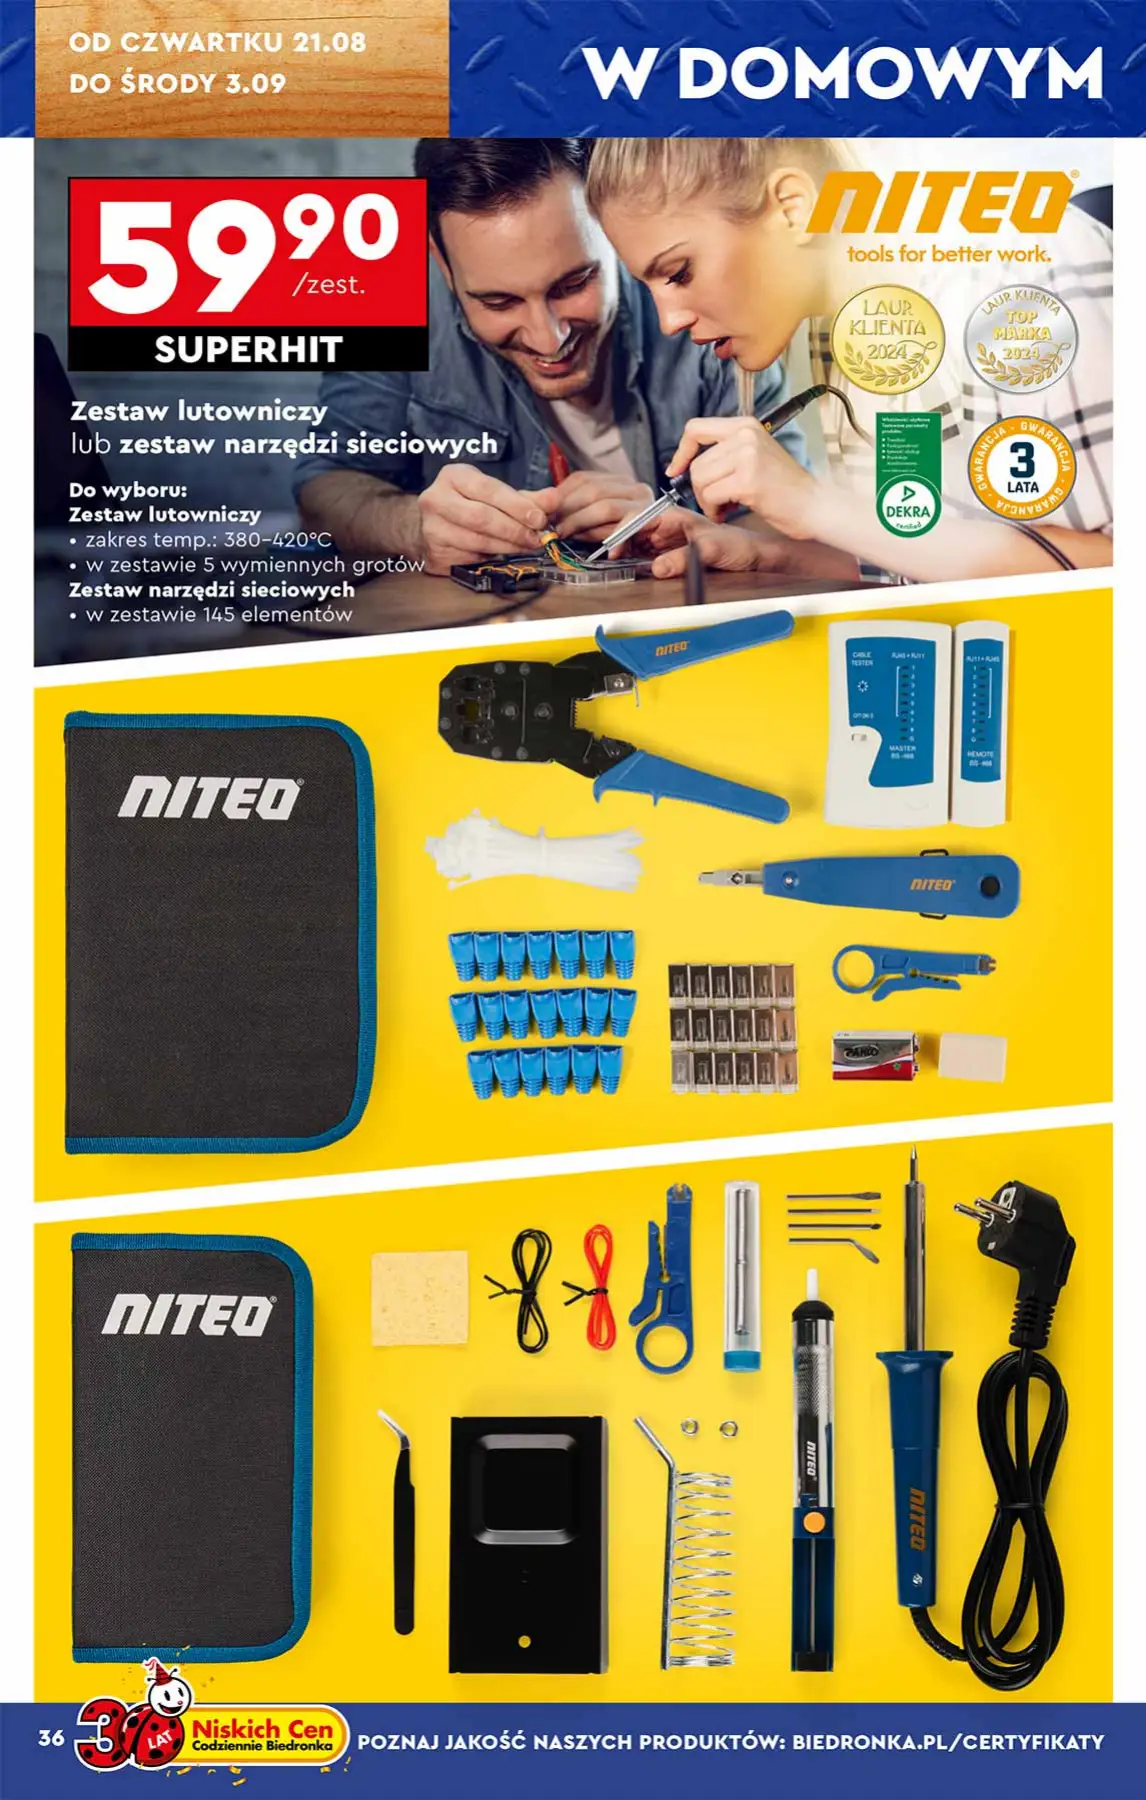 OD CZWARTKU 21.08
DO ŚRODY 3.09
W DOMOWYM
59 90
/zest.
SUPERHIT
NITEO
tools for better work.
LAUR
KLIENTA
2024
LAUR KLIENTA
TOP
MARKA
2024
Zestaw lutowniczy
lub zestaw narzędzi sieciowych
Do wyboru:
Zestaw lutowniczy
• zakres temp.: 380–420°C
• w zestawie 5 wymiennych grotów
Zestaw narzędzi sieciowych
• w zestawie 145 elementów
DEKRA
certified
GWARANCJA • GWARANCJA
3
LATA
NITEO
CABLE
TESTER
RJ45 + RJ11
MASTER
RJ11 + RJ45
REMOTE
NITEO
NITEO
NITEO
NITEO
NITEO
36
30
LAT
Niskich Cen
Codziennie Biedronka
POZNAJ JAKOŚĆ NASZYCH PRODUKTÓW: BIEDRONKA.PL/CERTYFIKATY